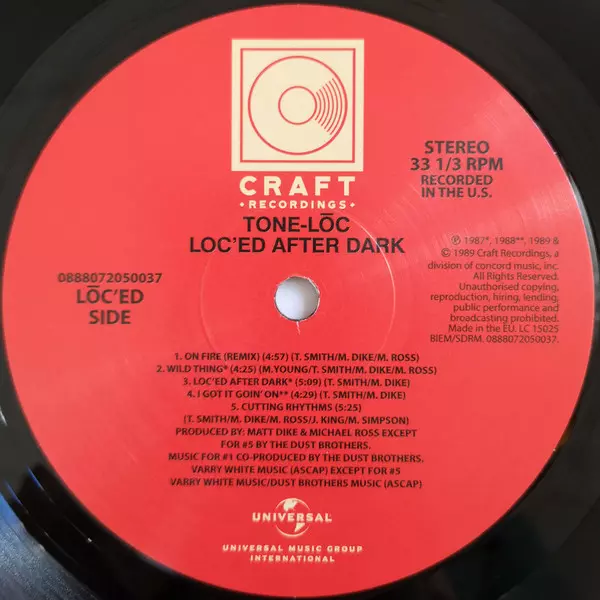 CRAFT
•RECORDINGS•
TONE-LŌC
LOC'ED AFTER DARK
STEREO
33 1/3 RPM
RECORDED
IN THE U.S.
0888072050037
LŌC'ED
SIDE
℗ 1987*, 1988**, 1989 &
© 1989 Craft Recordings, a
division of concord music, inc.
All Rights Reserved.
Unauthorised copying,
reproduction, hiring, lending,
public performance and
broadcasting prohibited.
Made in the EU. LC 15025
BIEM/SDRM. 0888072050037.
1. ON FIRE (REMIX) (4:57) (T. SMITH/M. DIKE/M. ROSS)
2. WILD THING* (4:25) (M.YOUNG/T. SMITH/M. DIKE/M. ROSS)
3. LOC'ED AFTER DARK* (5:09) (T. SMITH/M. DIKE)
4. I GOT IT GOIN' ON** (4:29) (T. SMITH/M. DIKE)
5. CUTTING RHYTHMS (5:25)
(T. SMITH/M. DIKE/M. ROSS/J. KING/M. SIMPSON)
PRODUCED BY: MATT DIKE & MICHAEL ROSS EXCEPT
FOR #5 BY THE DUST BROTHERS.
MUSIC FOR #1 CO-PRODUCED BY THE DUST BROTHERS.
VARRY WHITE MUSIC (ASCAP) EXCEPT FOR #5
VARRY WHITE MUSIC/DUST BROTHERS MUSIC (ASCAP)
UNIVERSAL
UNIVERSAL MUSIC GROUP
INTERNATIONAL